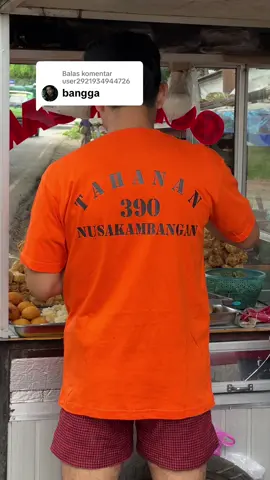 Balas komentar
user2921934944726
bangga
TAHANAN
390
NUSAKAMBANGAN